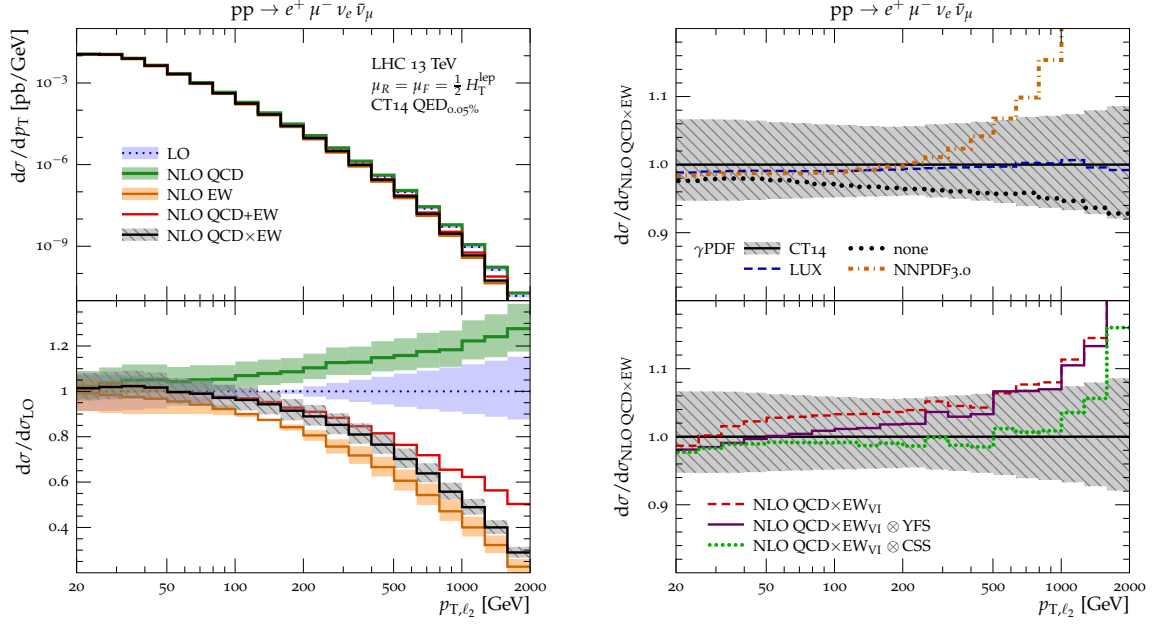 pp → e⁺ μ⁻ νₑ ν̄_μ
dσ/dp_T [pb/GeV]
10⁻³
10⁻⁶
10⁻⁹
LHC 13 TeV
μ_R = μ_F = ½ H_T^lep
CT14 QED_0.05%
LO
NLO QCD
NLO EW
NLO QCD+EW
NLO QCD×EW
dσ/dσ_LO
1.2
1
0.8
0.6
0.4
20 50 100 200 500 1000 2000
p_T,ℓ₂ [GeV]
pp → e⁺ μ⁻ νₑ ν̄_μ
dσ/dσ_NLO QCD×EW
1.1
1.0
0.9
γPDF CT14 none
LUX NNPDF3.0
dσ/dσ_NLO QCD×EW
1.1
1.0
0.9
NLO QCD×EW_VI
NLO QCD×EW_VI ⊗ YFS
NLO QCD×EW_VI ⊗ CSS
20 50 100 200 500 1000 2000
p_T,ℓ₂ [GeV]